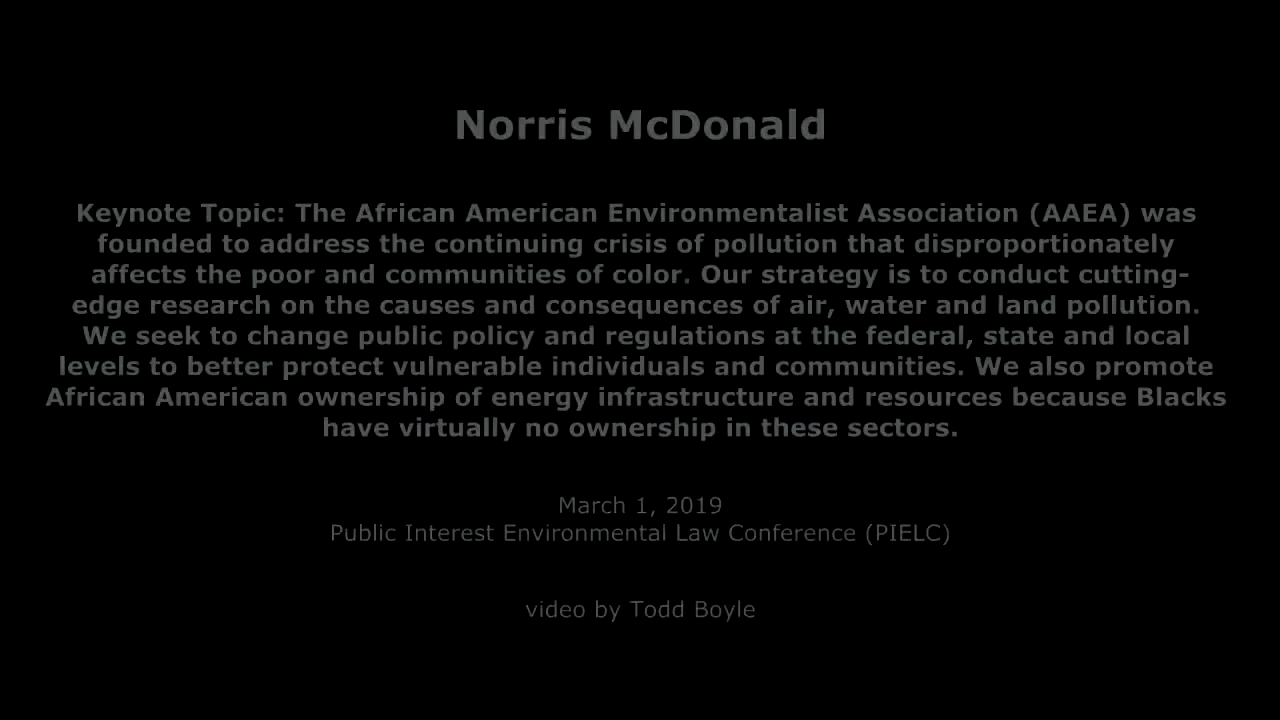 Norris McDonald
Keynote Topic: The African American Environmentalist Association (AAEA) was
founded to address the continuing crisis of pollution that disproportionately
affects the poor and communities of color. Our strategy is to conduct cutting-
edge research on the causes and consequences of air, water and land pollution.
We seek to change public policy and regulations at the federal, state and local
levels to better protect vulnerable individuals and communities. We also promote
African American ownership of energy infrastructure and resources because Blacks
have virtually no ownership in these sectors.
March 1, 2019
Public Interest Environmental Law Conference (PIELC)
video by Todd Boyle